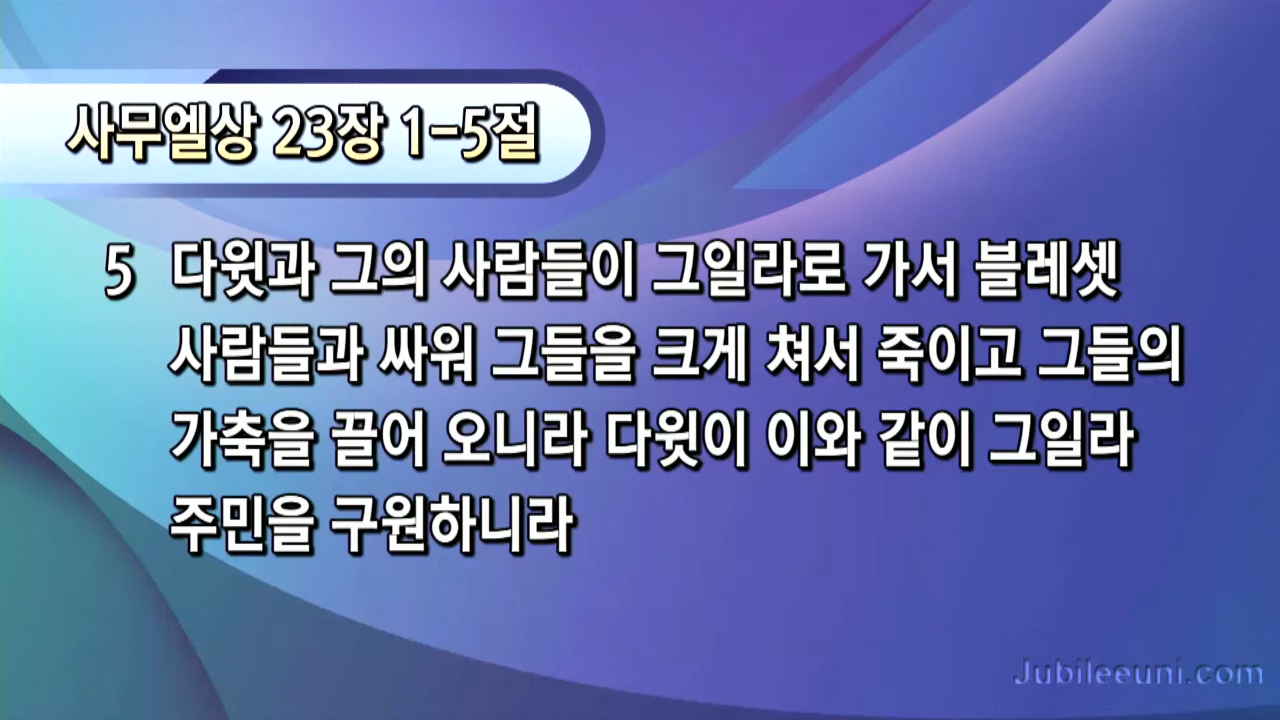 사무엘상 23장 1-5절
5 다윗과 그의 사람들이 그일라로 가서 블레셋
사람들과 싸워 그들을 크게 쳐서 죽이고 그들의
가축을 끌어 오니라 다윗이 이와 같이 그일라
주민을 구원하니라
Jubileeuni.com